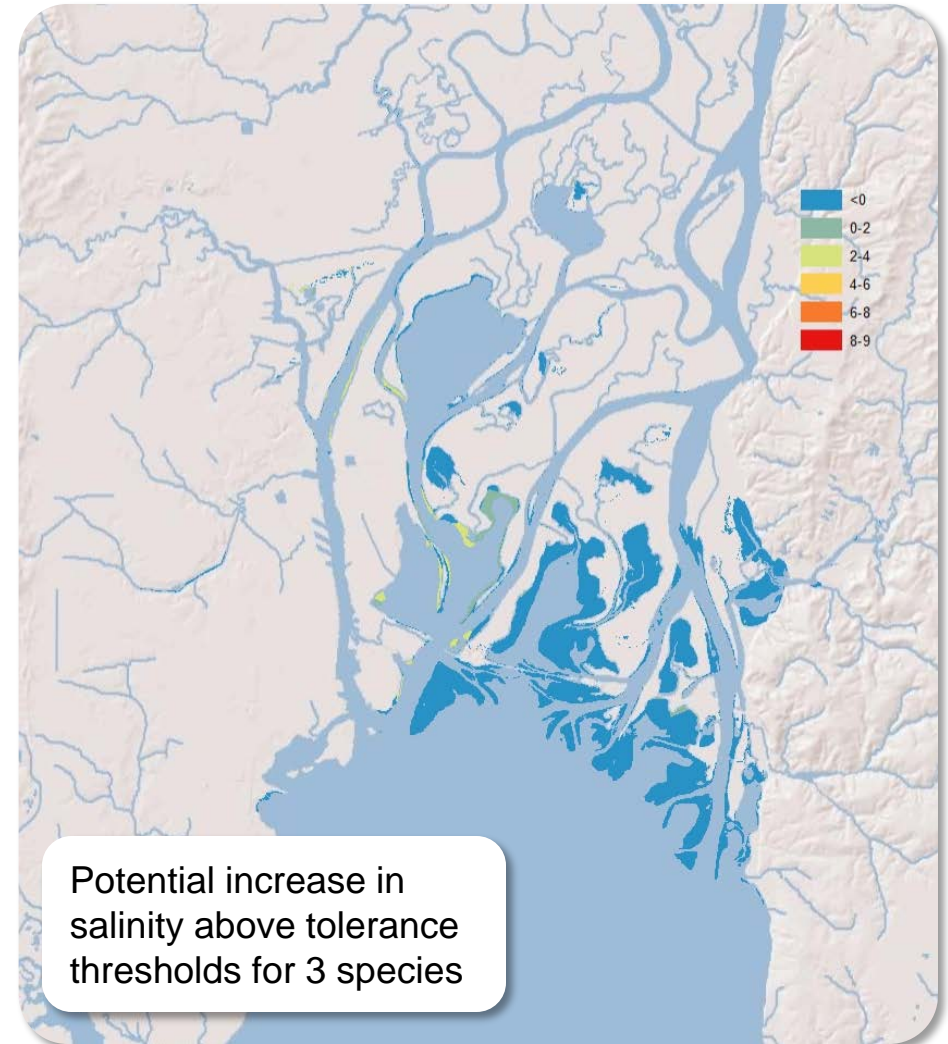 <0
0-2
2-4
4-6
6-8
8-9
Potential increase in
salinity above tolerance
thresholds for 3 species